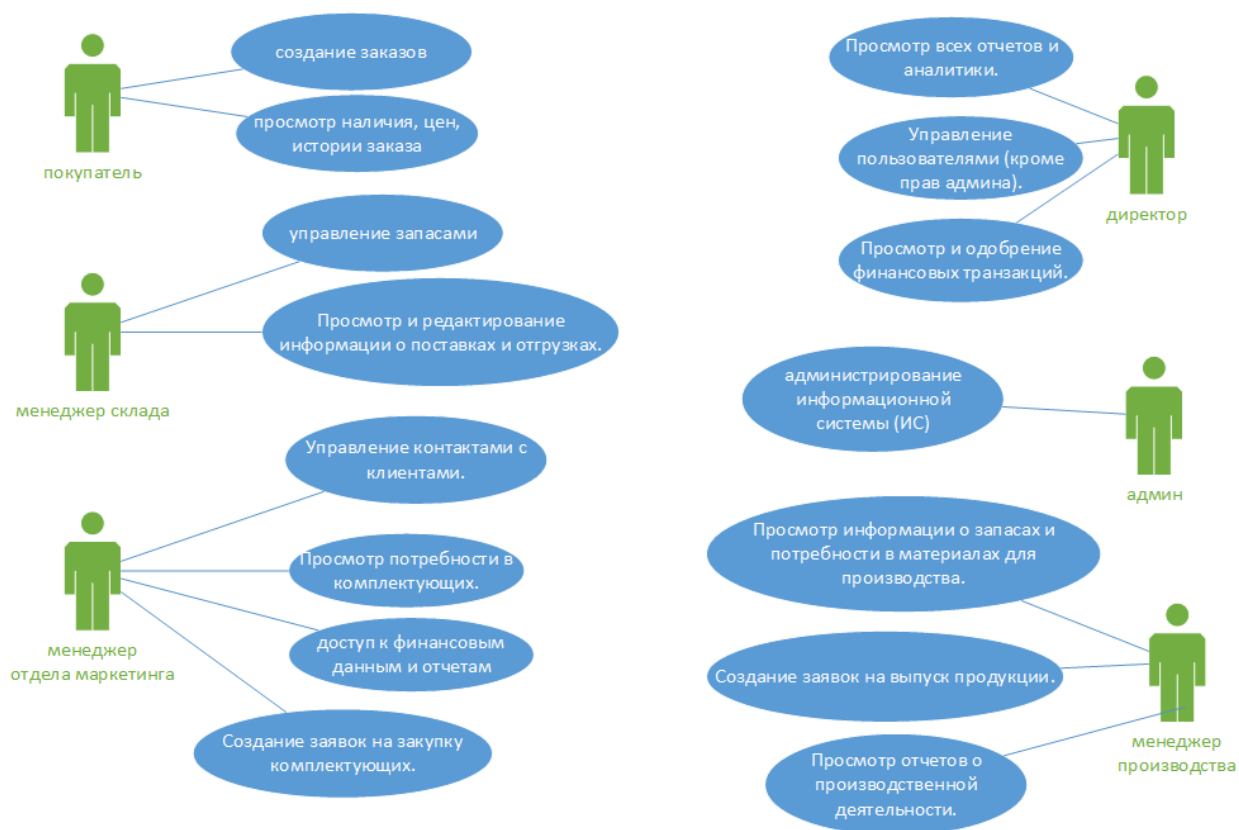 создание заказов
просмотр наличия, цен,
истории заказа
покупатель
управление запасами
Просмотр и редактирование
информации о поставках и отгрузках.
менеджер склада
Управление контактами с
клиентами.
Просмотр потребности в
комплектующих.
доступ к финансовым
данным и отчетам
менеджер
отдела маркетинга
Создание заявок на закупку
комплектующих.
Просмотр всех отчетов и
аналитики.
Управление
пользователями (кроме
прав админа).
директор
Просмотр и одобрение
финансовых транзакций.
администрирование
информационной
системы (ИС)
админ
Просмотр информации о запасах и
потребности в материалах для
производства.
Создание заявок на выпуск продукции.
менеджер
производства
Просмотр отчетов о
производственной
деятельности.